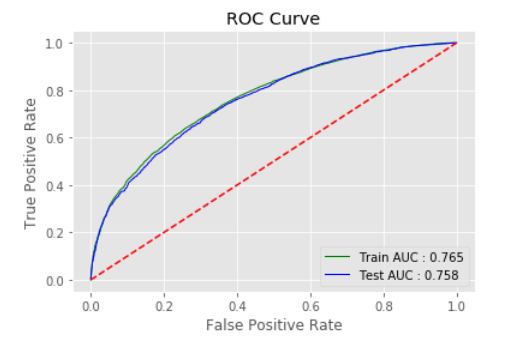 ROC Curve
1.0
0.8
0.6
0.4
0.2
0.0
True Positive Rate
Train AUC : 0.765
Test AUC : 0.758
0.0 0.2 0.4 0.6 0.8 1.0
False Positive Rate